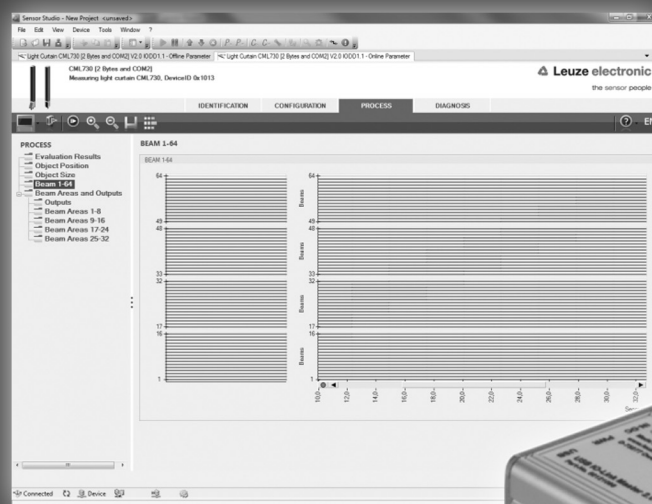 Sensor Studio - New Project <unsaved>
File Edit View Device Tools Window ?
Light Curtain CML730 [2 Bytes and COM2] V2.0 IODD1.1 - Offline Parameter
Light Curtain CML730 [2 Bytes and COM2] V2.0 IODD1.1 - Online Parameter
CML730 [2 Bytes and COM2]
Measuring light curtain CML730, DeviceID 0x1013
Leuze electronic
the sensor people
IDENTIFICATION CONFIGURATION PROCESS DIAGNOSIS
EN
PROCESS
Evaluation Results
Object Position
Object Size
Beam 1-64
Beam Areas and Outputs
Outputs
Beam Areas 1-8
Beam Areas 9-16
Beam Areas 17-24
Beam Areas 25-32
BEAM 1-64
BEAM 1-64
64 64
Beams
49 49
48 48
Beams
33 33
32 32
Beams
17 17
16 16
Beams
1 1
10,0 12,0 14,0 16,0 18,0 20,0 22,0 24,0 26,0 28,0 30,0 32,0
Connected Device
USB IO-Link Master